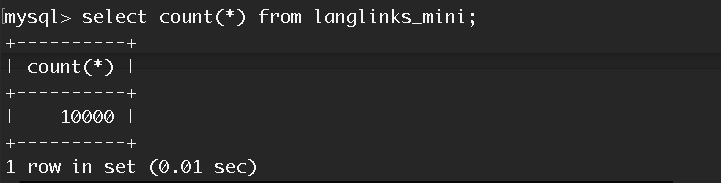 mysql> select count(*) from langlinks_mini;
+----------+
| count(*) |
+----------+
|    10000 |
+----------+
1 row in set (0.01 sec)